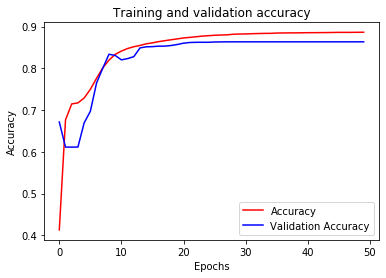 Training and validation accuracy
0.9
0.8
0.7
0.6
0.5
0.4
Accuracy
Accuracy
Validation Accuracy
0 10 20 30 40 50
Epochs